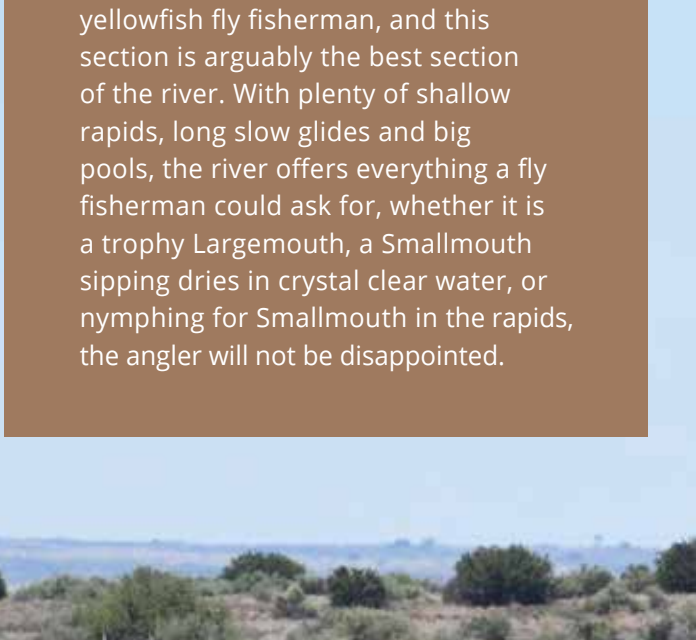 yellowfish fly fisherman, and this
section is arguably the best section
of the river. With plenty of shallow
rapids, long slow glides and big
pools, the river offers everything a fly
fisherman could ask for, whether it is
a trophy Largemouth, a Smallmouth
sipping dries in crystal clear water, or
nymphing for Smallmouth in the rapids,
the angler will not be disappointed.